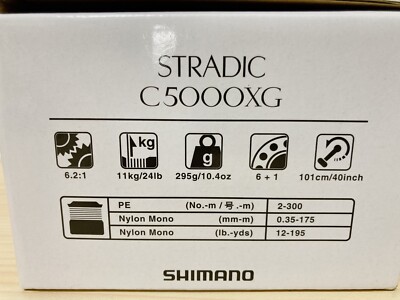 STRADIC
C5000XG
kg
g
6.2:1 11kg/24lb 295g/10.4oz 6 + 1 101cm/40inch
PE (No.-m / 号.-m) 2-300
Nylon Mono (mm-m) 0.35-175
Nylon Mono (lb.-yds) 12-195
SHIMANO